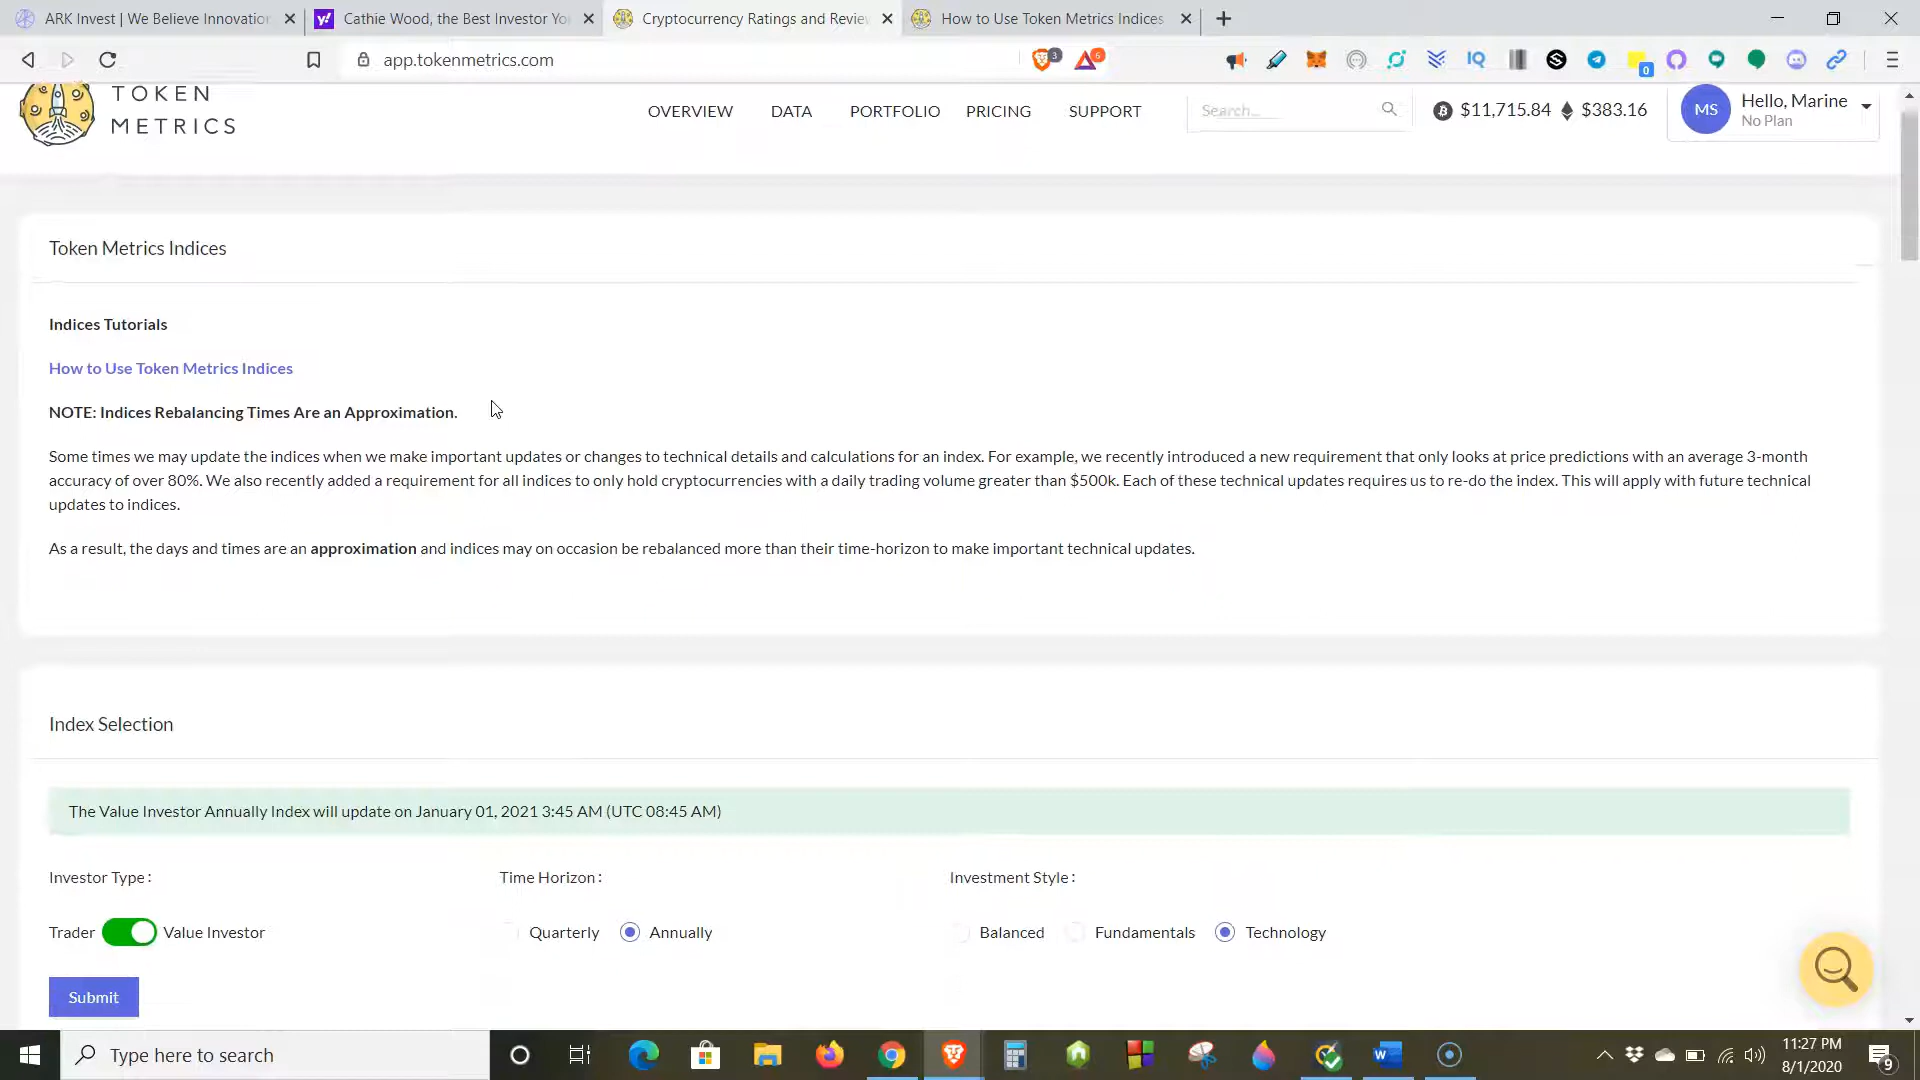 ARK Invest | We Believe Innovation
Cathie Wood, the Best Investor Yo
Cryptocurrency Ratings and Revie
How to Use Token Metrics Indices
app.tokenmetrics.com
3
6
IQ
0
TOKEN
METRICS
OVERVIEW
DATA
PORTFOLIO
PRICING
SUPPORT
Search...
$11,715.84
$383.16
MS
Hello, Marine
No Plan
Token Metrics Indices
Indices Tutorials
How to Use Token Metrics Indices
NOTE: Indices Rebalancing Times Are an Approximation.
Some times we may update the indices when we make important updates or changes to technical details and calculations for an index. For example, we recently introduced a new requirement that only looks at price predictions with an average 3-month
accuracy of over 80%. We also recently added a requirement for all indices to only hold cryptocurrencies with a daily trading volume greater than $500k. Each of these technical updates requires us to re-do the index. This will apply with future technical
updates to indices.
As a result, the days and times are an approximation and indices may on occasion be rebalanced more than their time-horizon to make important technical updates.
Index Selection
The Value Investor Annually Index will update on January 01, 2021 3:45 AM (UTC 08:45 AM)
Investor Type :
Time Horizon :
Investment Style :
Trader
Value Investor
Quarterly
Annually
Balanced
Fundamentals
Technology
Submit
Type here to search
11:27 PM
8/1/2020
9